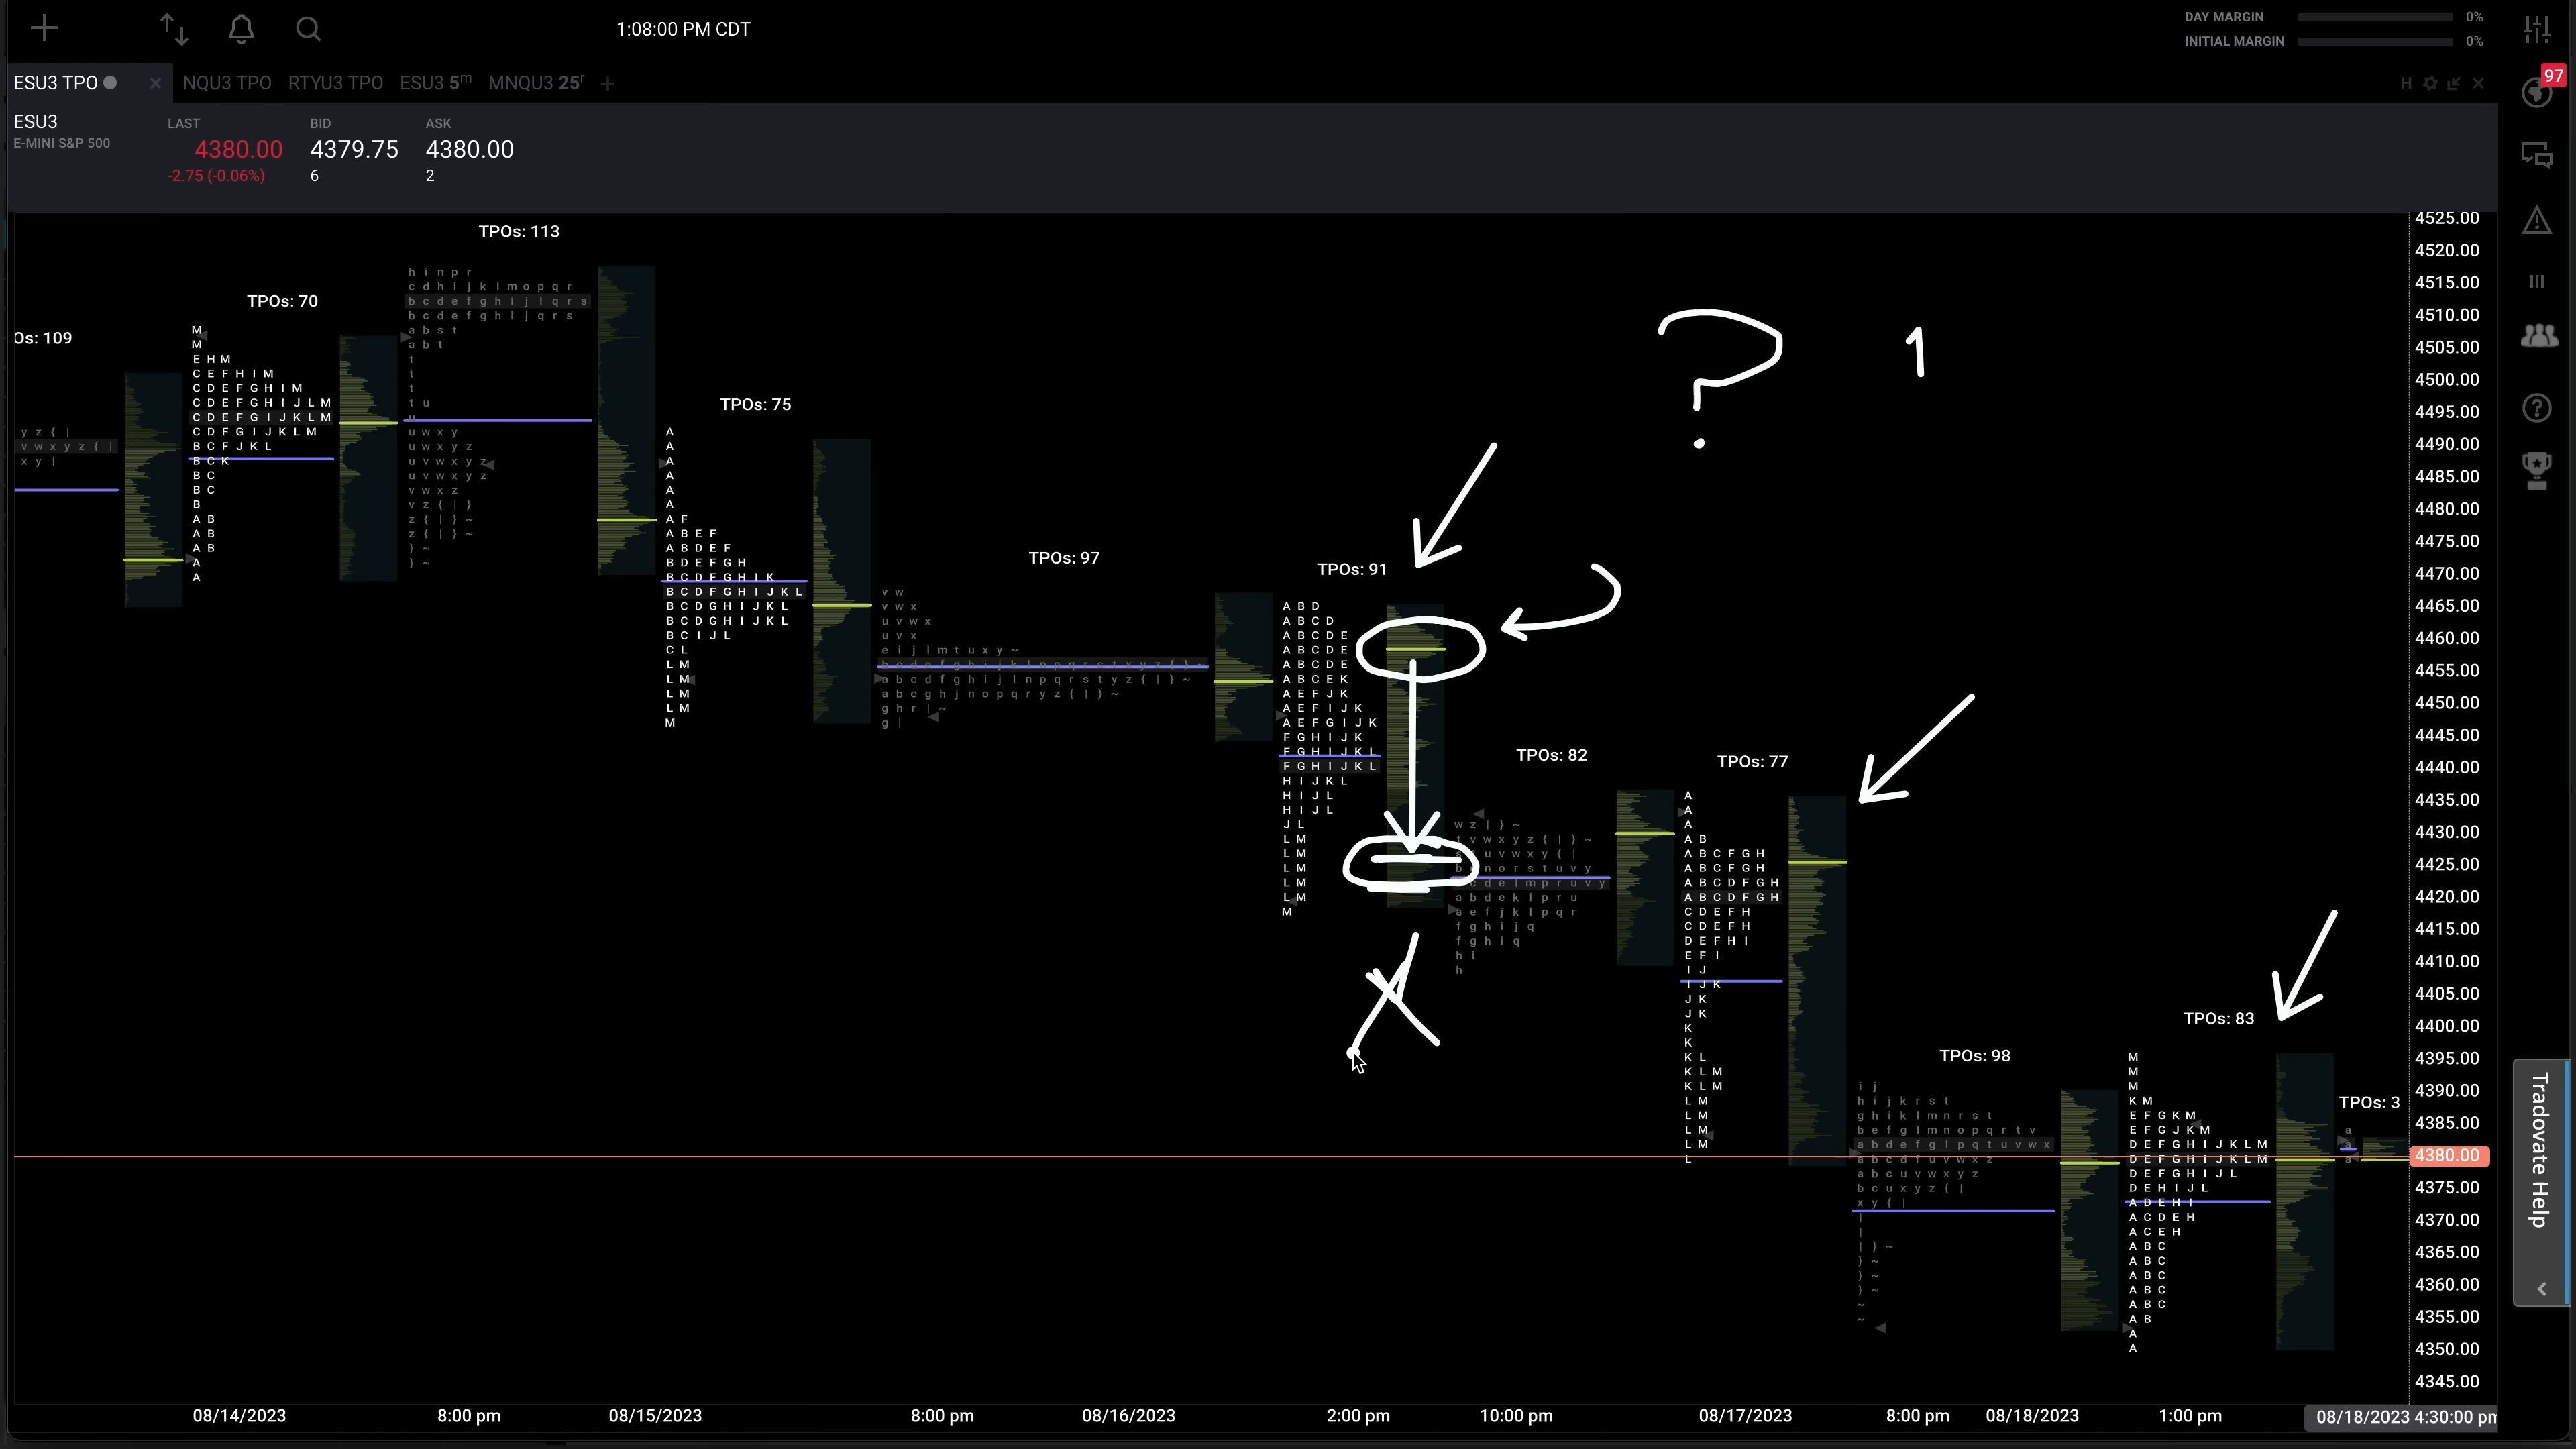 1:08:00 PM CDT
DAY MARGIN 0%
INITIAL MARGIN 0%
97
ESU3 TPO NQU3 TPO RTYU3 TPO ESU3 5m MNQU3 25r
H
ESU3
E-MINI S&P 500
LAST BID ASK
4380.00 4379.75 4380.00
-2.75 (-0.06%) 6 2
TPOs: 113
TPOs: 70
Os: 109
TPOs: 75
TPOs: 97
TPOs: 91
TPOs: 82
TPOs: 77
TPOs: 98
TPOs: 83
TPOs: 3
? 1
X
y z { |
v w x y z { |
x y |
M
M
E H M
C E F H I M
C D E F G H I M
C D E F G H I J L M
C D E F G I J K L M
C D F G I J K L M
B C F J K L
B C K
B C
B C
B
A B
A B
A B
A
A
h i n p r
c d h i j k l m o p q r
b c d e f g h i j l q r s
b c d e f g h i j q r s
a b s t
a b t
t
t
t
t u
u w x y
u w x y z
u v w x y z
u v w x y z
v w x z
v z { | }
z { | } ~
z { | } ~
} ~
} ~
A
A
A
A
A
A
A F
A B E F
A B D E F
B D E F G H
B C D F G H I K
B C D F G H I J K L
B C D G H I J K L
B C D G H I J K L
B C I J L
C L
L M
L M
L M
L M
M
v w
v w x
u v w x
u v x
e i j l m t u x y ~
a b c d f g h i j l n p q r s t y z { | } ~
a b c g h j n o p q r y z { | } ~
g h r | ~
g |
A B D
A B C D
A B C D E
A B C D E
A B C D E
A B C E K
A E F J K
A E F I J K
A E F G I J K
F G H I J K
F G H I J K L
F G H I J K L
H I J K L
H I J L
H I J L
J L
L M
L M
L M
L M
L M
M
w z | } ~
v w x y z { | } ~
u v w x y { |
n o r s t u v y
c d e l m p r u v y
a b d e k l p r u
a e f j k l p q r
f g h i j q
f g h i q
h i
h
A
A
A
A B
A B C F G H
A B C F G H
A B C D F G H
A B C D F G H
C D E F H
C D E F H
D E F H I
E F I
I J
I J K
J K
J K
K
K
K L
K L M
K L M
L M
L M
L M
L M
L
i j
h i j k r s t
g h i k l m n r s t
b e f g l m n o p q r t v
a b d e f g l p q t u v w x
a b c d f u v w x z
a b c u v w x y z
b c u x y z { |
x y { |
|
|
| } ~
} ~
} ~
} ~
~
~
M
M
M
K M
E F G K M
E F G J K M
D E F G H I J K L M
D E F G H I J K L M
D E F G H I J L
D E H I J L
A D E H I
A C D E H
A C E H
A B C
A B C
A B C
A B C
A B C
A B
A
A
a
a
a
4525.00
4520.00
4515.00
4510.00
4505.00
4500.00
4495.00
4490.00
4485.00
4480.00
4475.00
4470.00
4465.00
4460.00
4455.00
4450.00
4445.00
4440.00
4435.00
4430.00
4425.00
4420.00
4415.00
4410.00
4405.00
4400.00
4395.00
4390.00
4385.00
4380.00
4375.00
4370.00
4365.00
4360.00
4355.00
4350.00
4345.00
Tradovate Help
08/14/2023 8:00 pm 08/15/2023 8:00 pm 08/16/2023 2:00 pm 10:00 pm 08/17/2023 8:00 pm 08/18/2023 1:00 pm 08/18/2023 4:30:00 pm